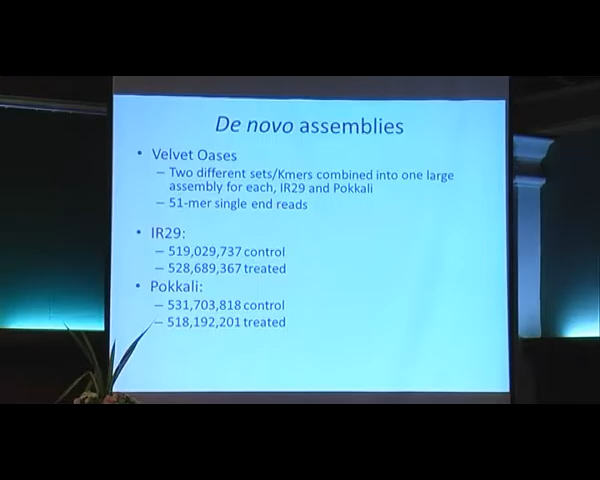 De novo assemblies
• Velvet Oases
– Two different sets/Kmers combined into one large
assembly for each, IR29 and Pokkali
– 51-mer single end reads
• IR29:
– 519,029,737 control
– 528,689,367 treated
• Pokkali:
– 531,703,818 control
– 518,192,201 treated